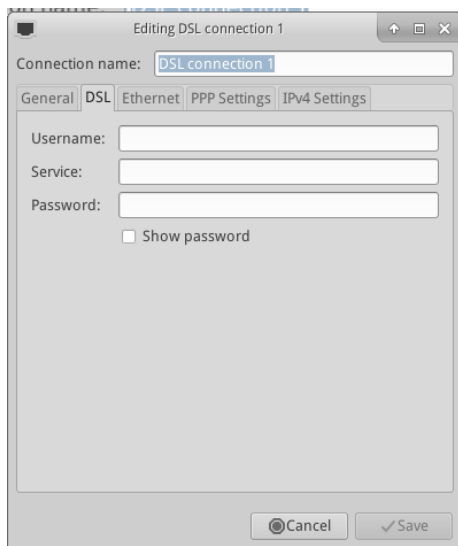 Editing DSL connection 1
Connection name: DSL connection 1
General DSL Ethernet PPP Settings IPv4 Settings
Username:
Service:
Password:
Show password
Cancel Save